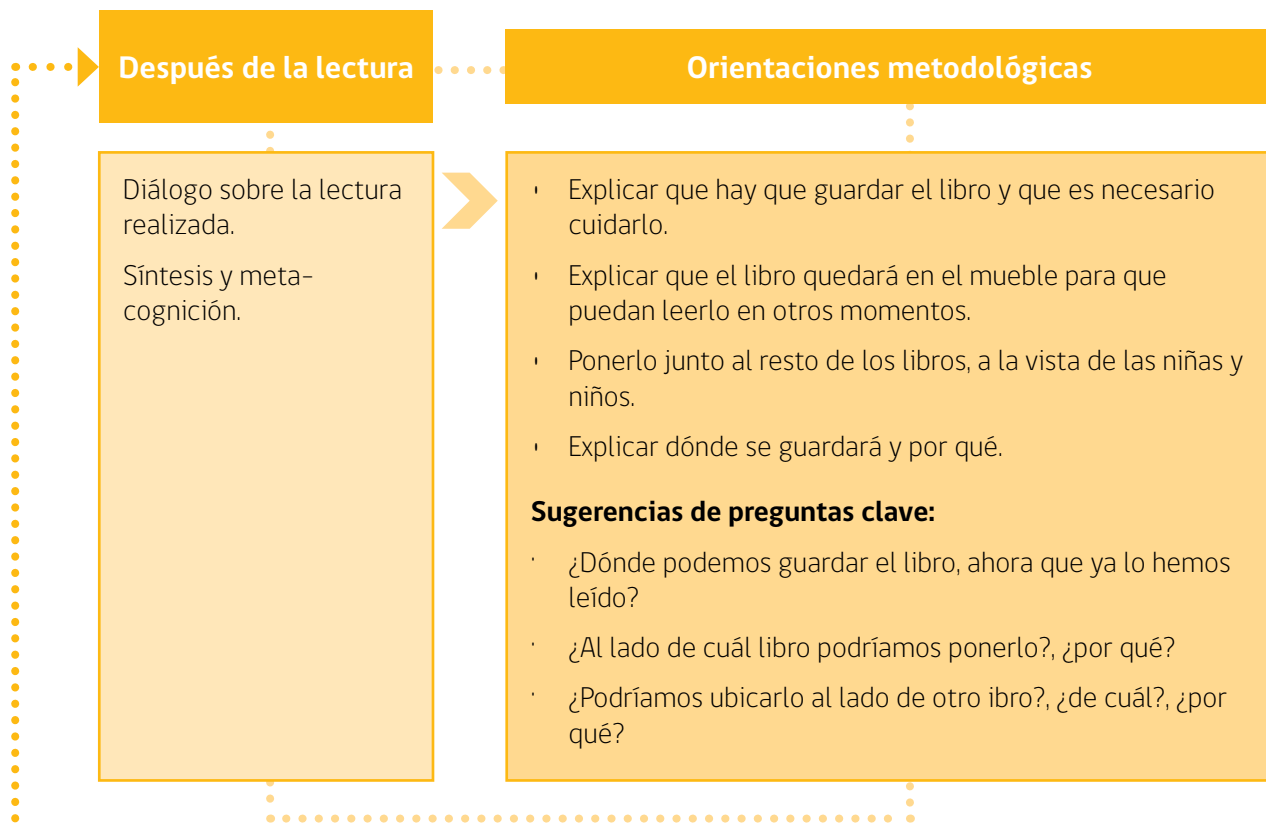 Después de la lectura
Orientaciones metodológicas
Diálogo sobre la lectura
realizada.
Síntesis y meta-
cognición.
• Explicar que hay que guardar el libro y que es necesario
cuidarlo.
• Explicar que el libro quedará en el mueble para que
puedan leerlo en otros momentos.
• Ponerlo junto al resto de los libros, a la vista de las niñas y
niños.
• Explicar dónde se guardará y por qué.
Sugerencias de preguntas clave:
· ¿Dónde podemos guardar el libro, ahora que ya lo hemos
leído?
· ¿Al lado de cuál libro podríamos ponerlo?, ¿por qué?
· ¿Podríamos ubicarlo al lado de otro ibro?, ¿de cuál?, ¿por
qué?